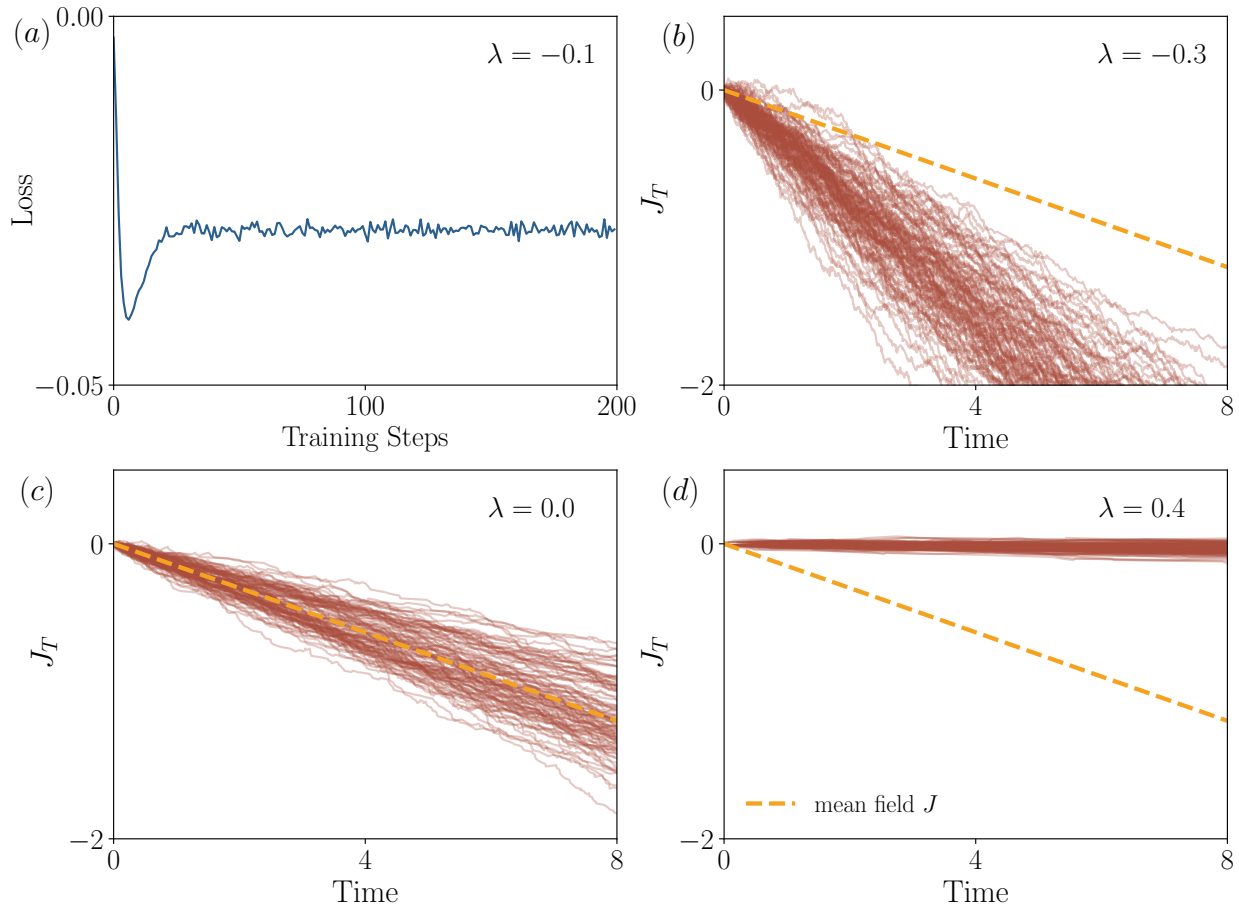 (a)
λ = −0.1
0.00
−0.05
Loss
0
100
200
Training Steps
(b)
λ = −0.3
0
−2
J_T
0
4
8
Time
(c)
λ = 0.0
0
−2
J_T
0
4
8
Time
(d)
λ = 0.4
0
−2
J_T
mean field J
0
4
8
Time